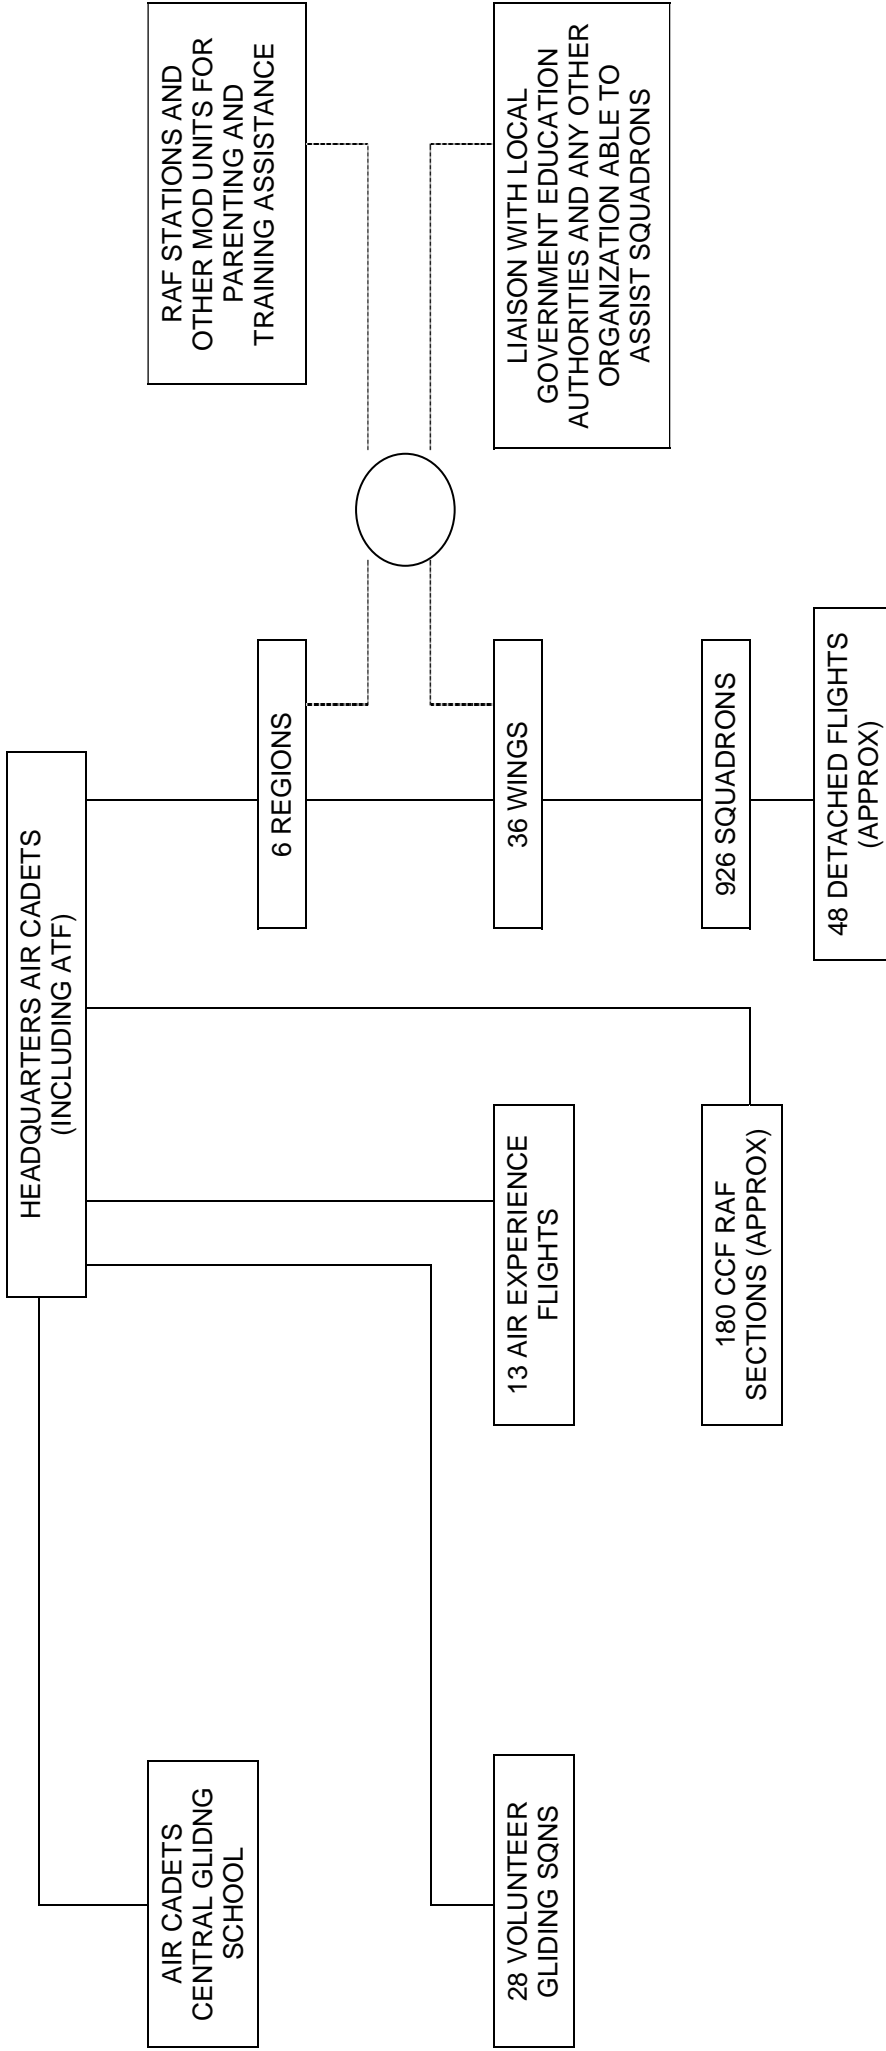 HEADQUARTERS AIR CADETS
(INCLUDING ATF)
AIR CADETS
CENTRAL GLIDNG
SCHOOL
6 REGIONS
RAF STATIONS AND
OTHER MOD UNITS FOR
PARENTING AND
TRAINING ASSISTANCE
28 VOLUNTEER
GLIDING SQNS
13 AIR EXPERIENCE
FLIGHTS
36 WINGS
LIAISON WITH LOCAL
GOVERNMENT EDUCATION
AUTHORITIES AND ANY OTHER
ORGANIZATION ABLE TO
ASSIST SQUADRONS
180 CCF RAF
SECTIONS (APPROX)
926 SQUADRONS
48 DETACHED FLIGHTS
(APPROX)